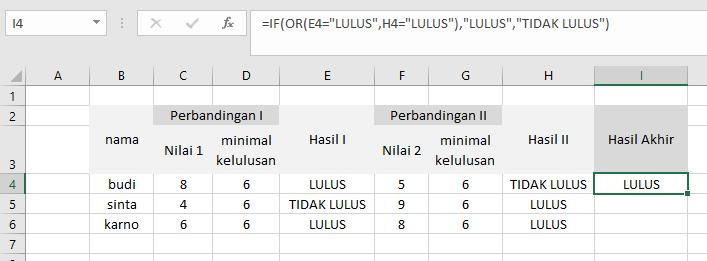 I4 fx =IF(OR(E4="LULUS",H4="LULUS"),"LULUS","TIDAK LULUS")
A B C D E F G H I
1
2 nama Perbandingan I Hasil I Perbandingan II Hasil II Hasil Akhir
3 Nilai 1 minimal kelulusan Nilai 2 minimal kelulusan
4 budi 8 6 LULUS 5 6 TIDAK LULUS LULUS
5 sinta 4 6 TIDAK LULUS 9 6 LULUS
6 karno 6 6 LULUS 8 6 LULUS
7